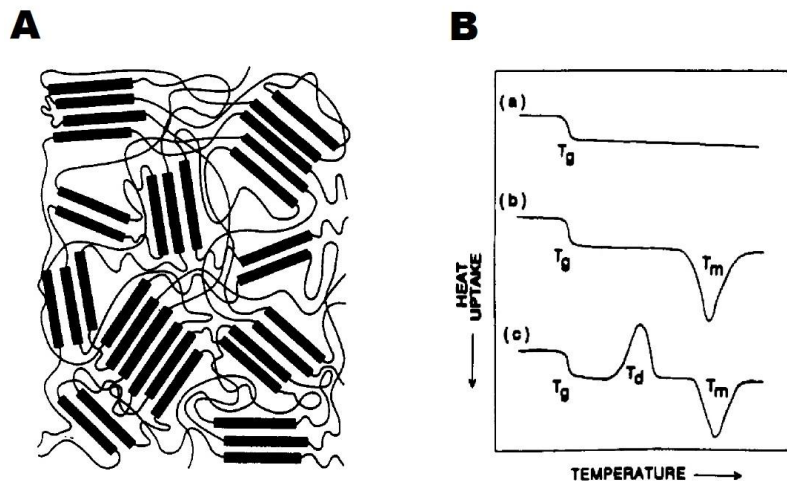 A
B
(a)
Tg
(b)
Tg
Tm
(c)
Tg
Td
Tm
HEAT
UPTAKE
TEMPERATURE